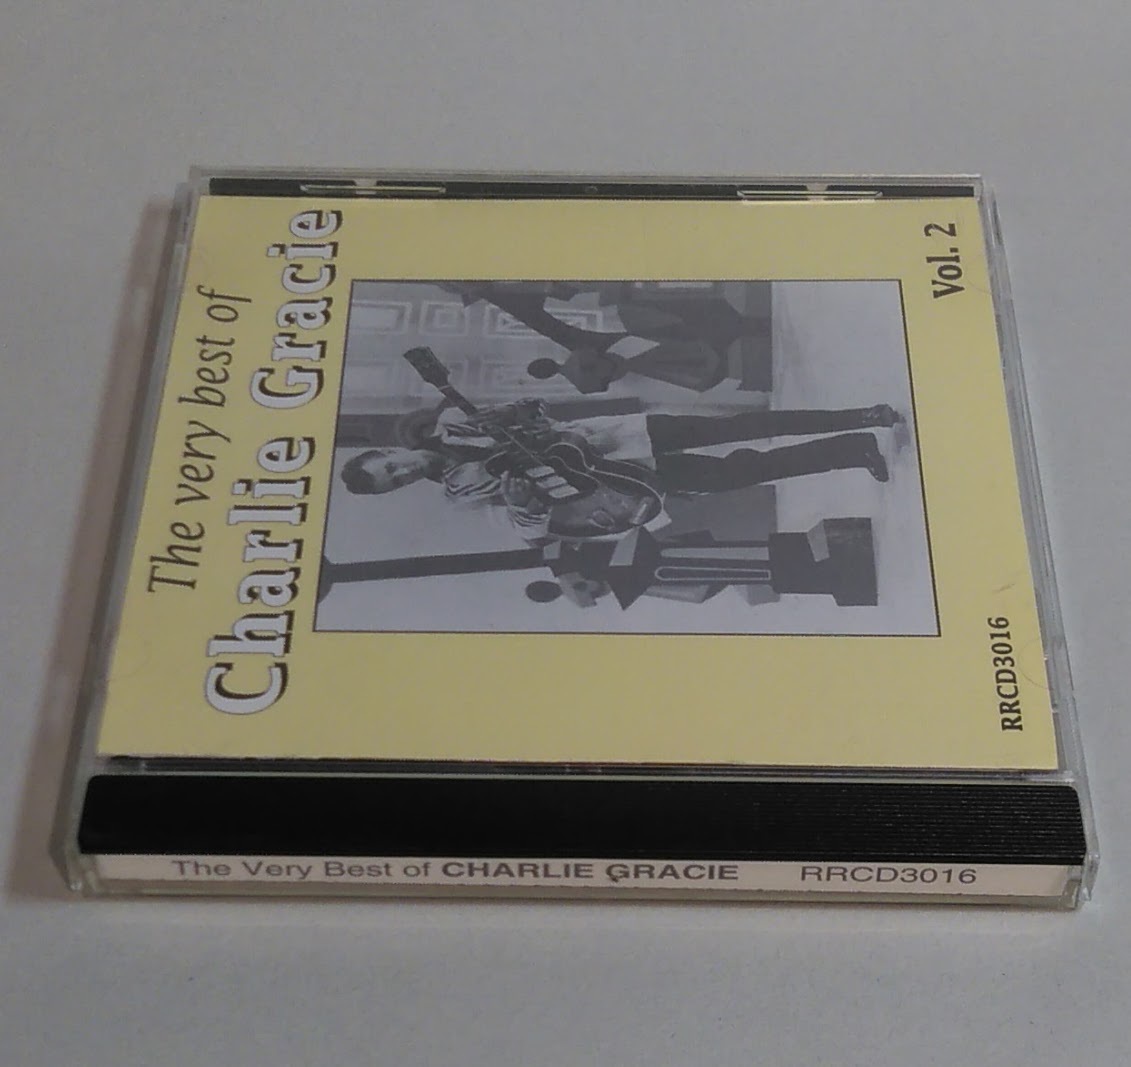 The very best of
Charlie Gracie
Vol. 2
RRCD3016
The Very Best of CHARLIE GRACIE RRCD3016